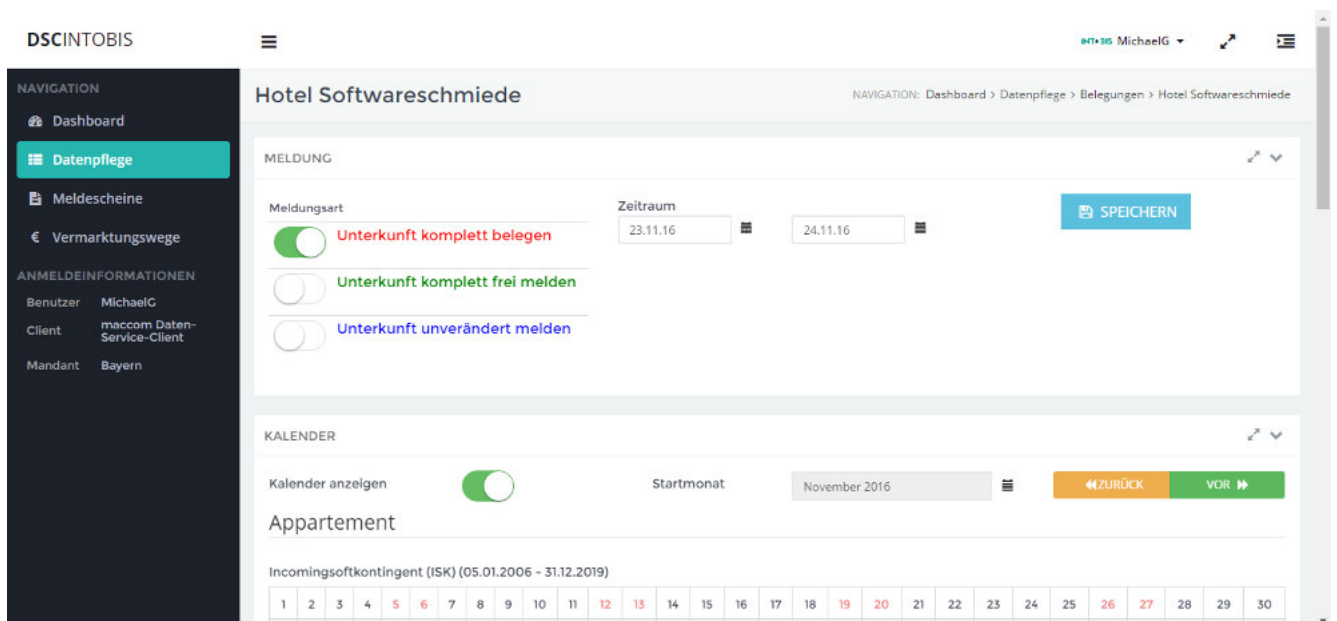 DSCINTOBIS
INT•BIS MichaelG
NAVIGATION
Dashboard
Datenpflege
Meldescheine
€ Vermarktungswege
ANMELDEINFORMATIONEN
Benutzer MichaelG
Client maccom Daten-
Service-Client
Mandant Bayern
Hotel Softwareschmiede
NAVIGATION: Dashboard > Datenpflege > Belegungen > Hotel Softwareschmiede
MELDUNG
Meldungsart
Unterkunft komplett belegen
Unterkunft komplett frei melden
Unterkunft unverändert melden
Zeitraum
23.11.16 24.11.16
SPEICHERN
KALENDER
Kalender anzeigen
Startmonat
November 2016
ZURÜCK VOR
Appartement
Incomingsoftkontingent (ISK) (05.01.2006 - 31.12.2019)
1 2 3 4 5 6 7 8 9 10 11 12 13 14 15 16 17 18 19 20 21 22 23 24 25 26 27 28 29 30